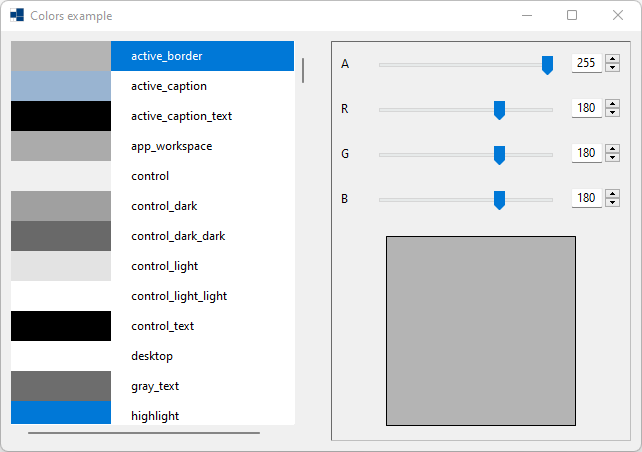 Colors example
active_border
active_caption
active_caption_text
app_workspace
control
control_dark
control_dark_dark
control_light
control_light_light
control_text
desktop
gray_text
highlight
A 255
R 180
G 180
B 180